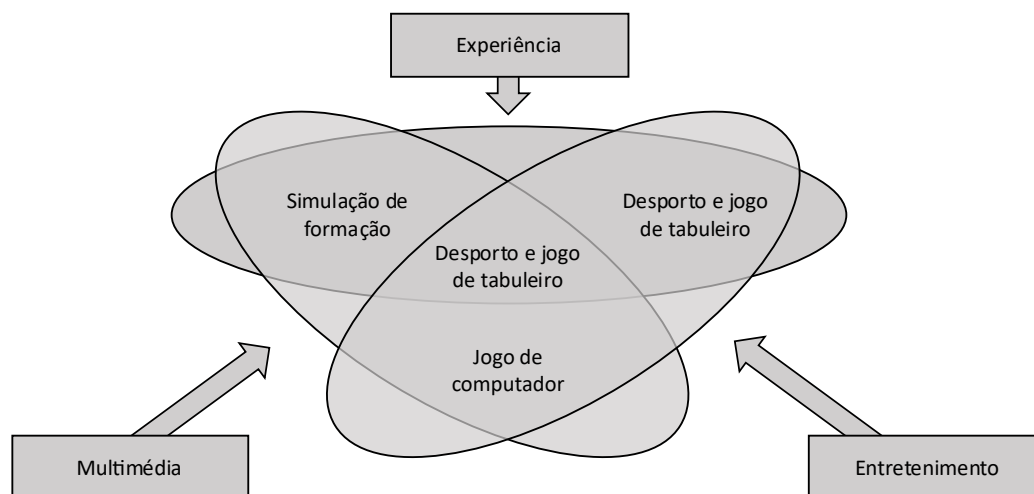 Experiência
Simulação de
formação
Desporto e jogo
de tabuleiro
Desporto e jogo
de tabuleiro
Jogo de
computador
Multimédia
Entretenimento